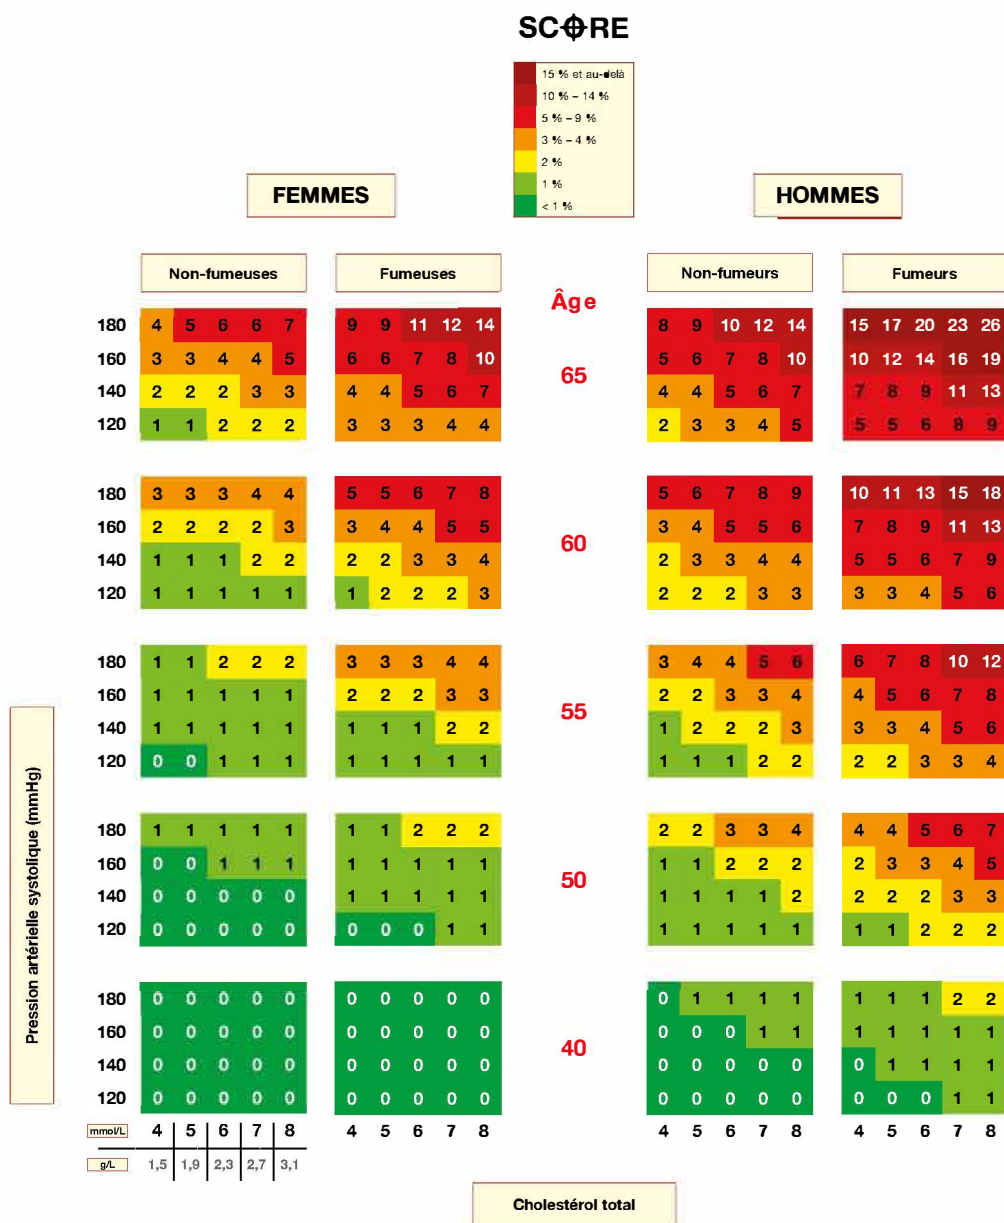 SCORE
15 % et au-delà
10 % – 14 %
5 % – 9 %
3 % – 4 %
2 %
1 %
< 1 %
FEMMES
HOMMES
Non-fumeuses
Fumeuses
Non-fumeurs
Fumeurs
Âge
180 4 5 6 6 7 9 9 11 12 14 8 9 10 12 14 15 17 20 23 26
160 3 3 4 4 5 6 6 7 8 10 5 6 7 8 10 10 12 14 16 19
65
140 2 2 2 3 3 4 4 5 6 7 4 4 5 6 7 7 8 9 11 13
120 1 1 2 2 2 3 3 3 4 4 2 3 3 4 5 5 5 6 8 9
180 3 3 3 4 4 5 5 6 7 8 5 6 7 8 9 10 11 13 15 18
160 2 2 2 2 3 3 4 4 5 5 3 4 5 5 6 7 8 9 11 13
60
140 1 1 1 2 2 2 2 3 3 4 2 3 3 4 4 5 5 6 7 9
120 1 1 1 1 1 1 2 2 2 3 2 2 2 3 3 3 3 4 5 6
180 1 1 2 2 2 3 3 3 4 4 3 4 4 5 6 6 7 8 10 12
160 1 1 1 1 1 2 2 2 3 3 2 2 3 3 4 4 5 6 7 8
55
140 1 1 1 1 1 1 1 1 2 2 1 2 2 2 3 3 3 4 5 6
120 0 0 1 1 1 1 1 1 1 1 1 1 1 2 2 2 2 3 3 4
180 1 1 1 1 1 1 1 2 2 2 2 2 3 3 4 4 4 5 6 7
160 0 0 1 1 1 1 1 1 1 1 1 1 2 2 2 2 3 3 4 5
50
140 0 0 0 0 0 1 1 1 1 1 1 1 1 1 2 2 2 2 3 3
120 0 0 0 0 0 0 0 0 1 1 1 1 1 1 1 1 1 2 2 2
180 0 0 0 0 0 0 0 0 0 0 0 1 1 1 1 1 1 1 2 2
160 0 0 0 0 0 0 0 0 0 0 0 0 0 1 1 1 1 1 1 1
40
140 0 0 0 0 0 0 0 0 0 0 0 0 0 0 0 0 1 1 1 1
120 0 0 0 0 0 0 0 0 0 0 0 0 0 0 0 0 0 0 1 1
mmol/L 4 5 6 7 8 4 5 6 7 8 4 5 6 7 8 4 5 6 7 8
g/L 1,5 1,9 2,3 2,7 3,1
Pression artérielle systolique (mmHg)
Cholestérol total